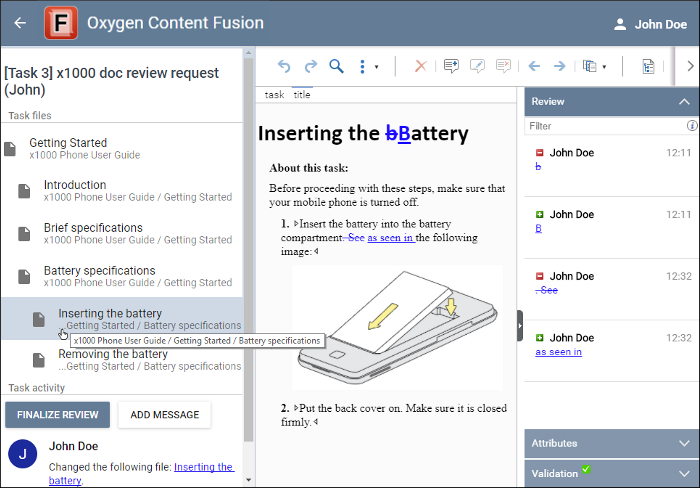 F Oxygen Content Fusion
John Doe
[Task 3] x1000 doc review request
(John)
Task files
Getting Started
x1000 Phone User Guide
Introduction
x1000 Phone User Guide / Getting Started
Brief specifications
x1000 Phone User Guide / Getting Started
Battery specifications
x1000 Phone User Guide / Getting Started
Inserting the battery
...Getting Started / Battery specifications
x1000 Phone User Guide / Getting Started / Battery specifications
Removing the battery
...Getting Started / Battery specifications
Task activity
FINALIZE REVIEW
ADD MESSAGE
J
John Doe
Changed the following file: Inserting the
battery.
task title
Inserting the bBattery
About this task:
Before proceeding with these steps, make sure that
your mobile phone is turned off.
1. Insert the battery into the battery
compartment. See as seen in the following
image:
2. Put the back cover on. Make sure it is closed
firmly.
Review
Filter
John Doe 12:11
b
John Doe 12:11
B
John Doe 12:32
. See
John Doe 12:32
as seen in
Attributes
Validation